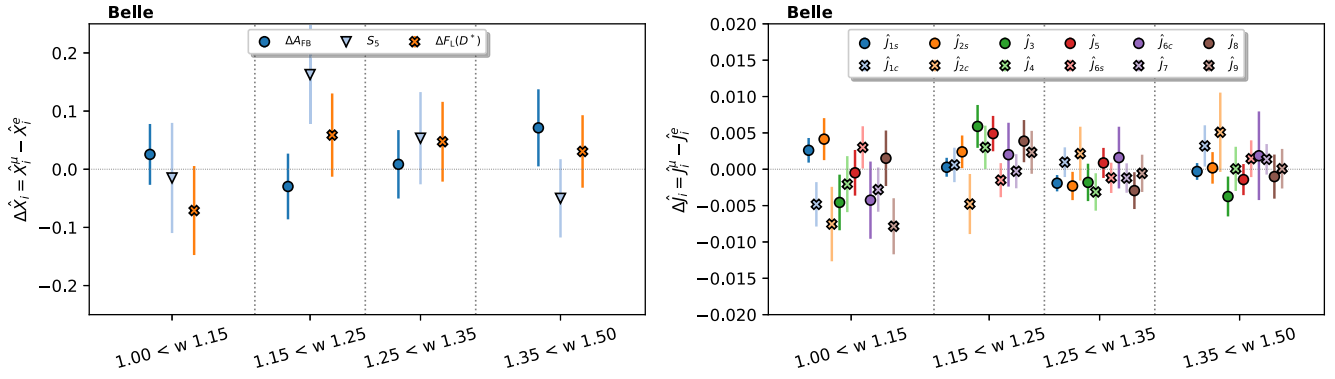 Belle
ΔA_FB S_5 ΔF_L(D*)
0.2
0.1
0.0
−0.1
−0.2
ΔX̂_i = X̂_i^μ − X̂_i^e
1.00 < w 1.15
1.15 < w 1.25
1.25 < w 1.35
1.35 < w 1.50
Belle
Ĵ_1s Ĵ_2s Ĵ_3 Ĵ_5 Ĵ_6c Ĵ_8
Ĵ_1c Ĵ_2c Ĵ_4 Ĵ_6s Ĵ_7 Ĵ_9
0.020
0.015
0.010
0.005
0.000
−0.005
−0.010
−0.015
−0.020
ΔĴ_i = Ĵ_i^μ − Ĵ_i^e
1.00 < w 1.15
1.15 < w 1.25
1.25 < w 1.35
1.35 < w 1.50